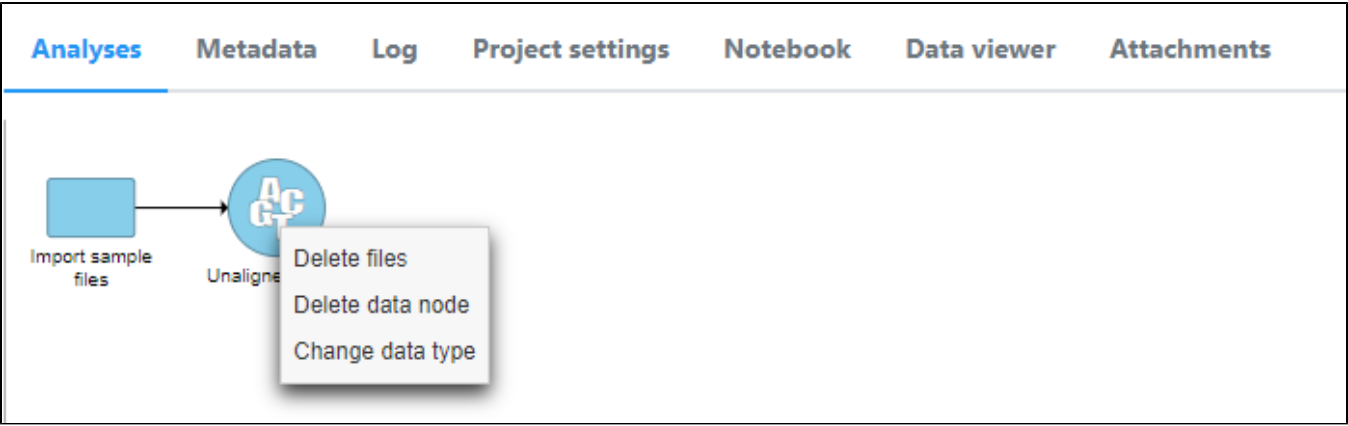 Analyses Metadata Log Project settings Notebook Data viewer Attachments
ACGT
Import sample
files
Delete files
Delete data node
Change data type